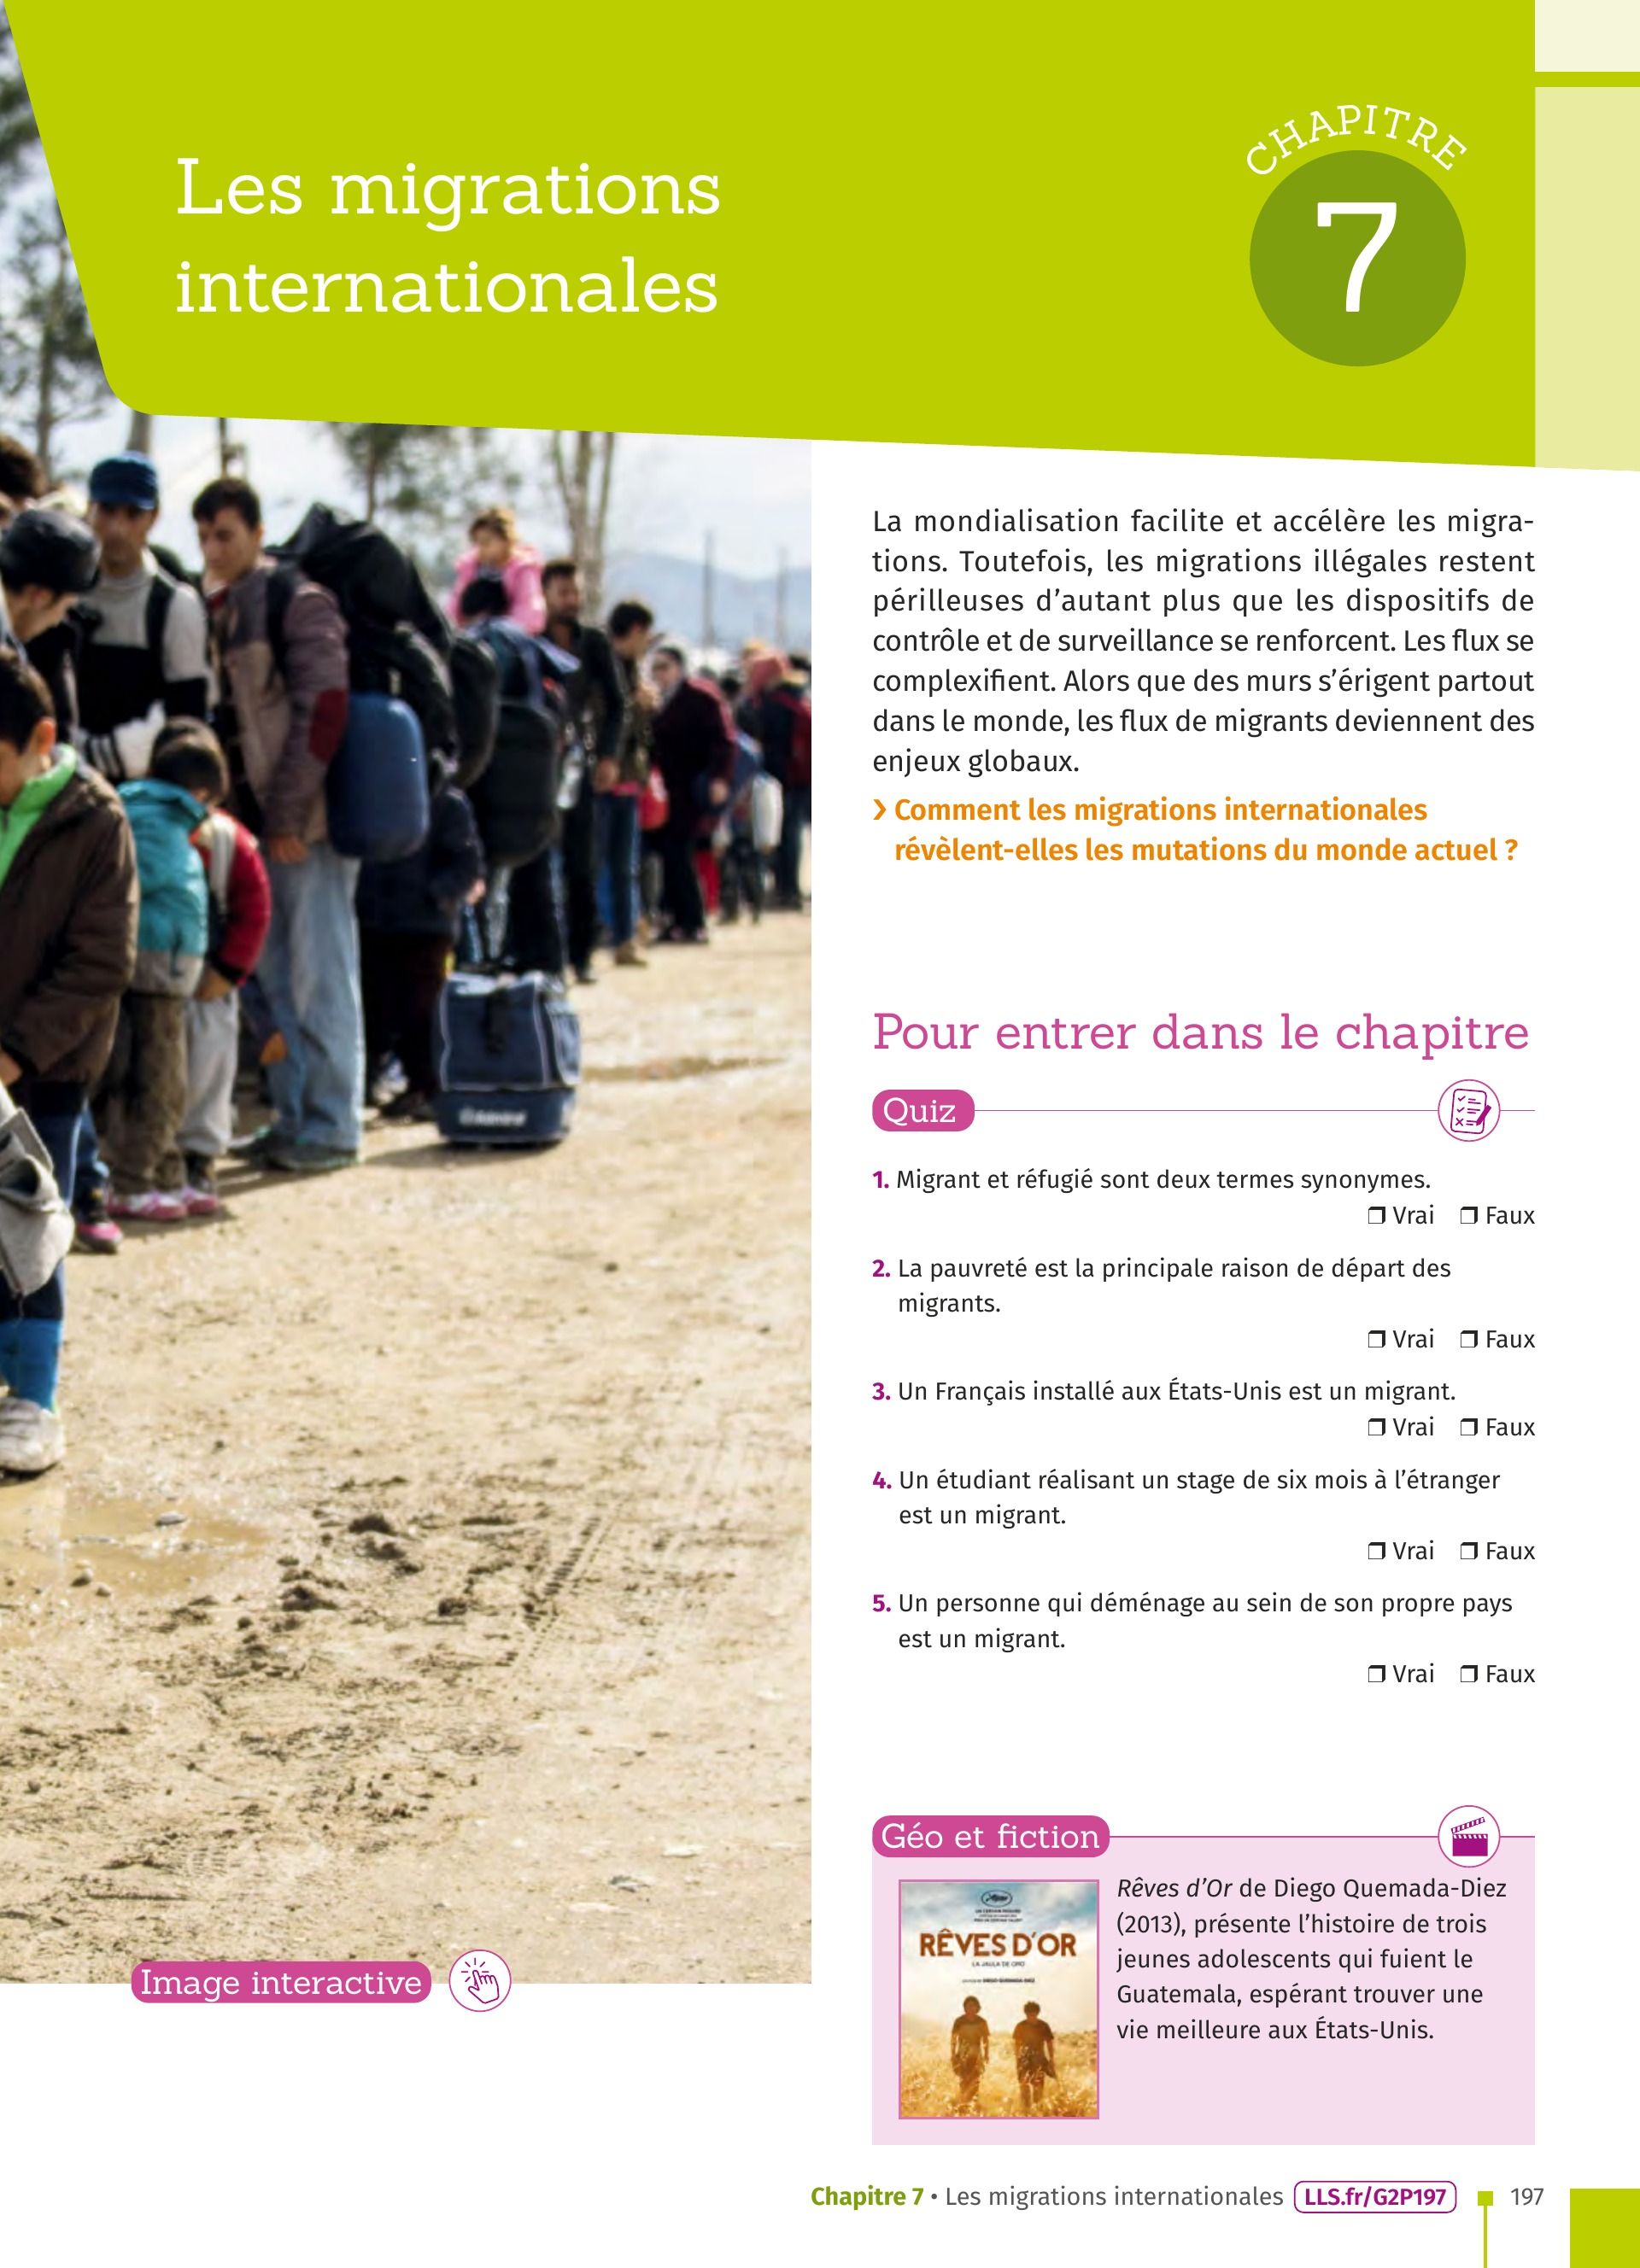 Les migrations
internationales
CHAPITRE
7
La mondialisation facilite et accélère les migra-
tions. Toutefois, les migrations illégales restent
périlleuses d’autant plus que les dispositifs de
contrôle et de surveillance se renforcent. Les flux se
complexifient. Alors que des murs s’érigent partout
dans le monde, les flux de migrants deviennent des
enjeux globaux.
› Comment les migrations internationales
révèlent-elles les mutations du monde actuel ?
Pour entrer dans le chapitre
Quiz
1. Migrant et réfugié sont deux termes synonymes.
❒ Vrai ❒ Faux
2. La pauvreté est la principale raison de départ des
migrants.
❒ Vrai ❒ Faux
3. Un Français installé aux États-Unis est un migrant.
❒ Vrai ❒ Faux
4. Un étudiant réalisant un stage de six mois à l’étranger
est un migrant.
❒ Vrai ❒ Faux
5. Un personne qui déménage au sein de son propre pays
est un migrant.
❒ Vrai ❒ Faux
Géo et fiction
RÊVES D’OR
LA JAULA DE ORO
Rêves d’Or de Diego Quemada-Diez
(2013), présente l’histoire de trois
jeunes adolescents qui fuient le
Guatemala, espérant trouver une
vie meilleure aux États-Unis.
Image interactive
Chapitre 7 • Les migrations internationales LLS.fr/G2P197 197